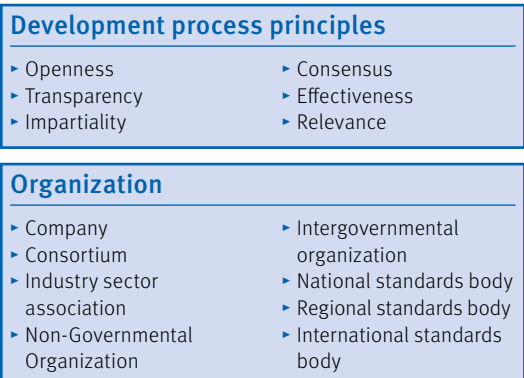 Development process principles
▸ Openness
▸ Transparency
▸ Impartiality
▸ Consensus
▸ Effectiveness
▸ Relevance
Organization
▸ Company
▸ Consortium
▸ Industry sector
association
▸ Non-Governmental
Organization
▸ Intergovernmental
organization
▸ National standards body
▸ Regional standards body
▸ International standards
body